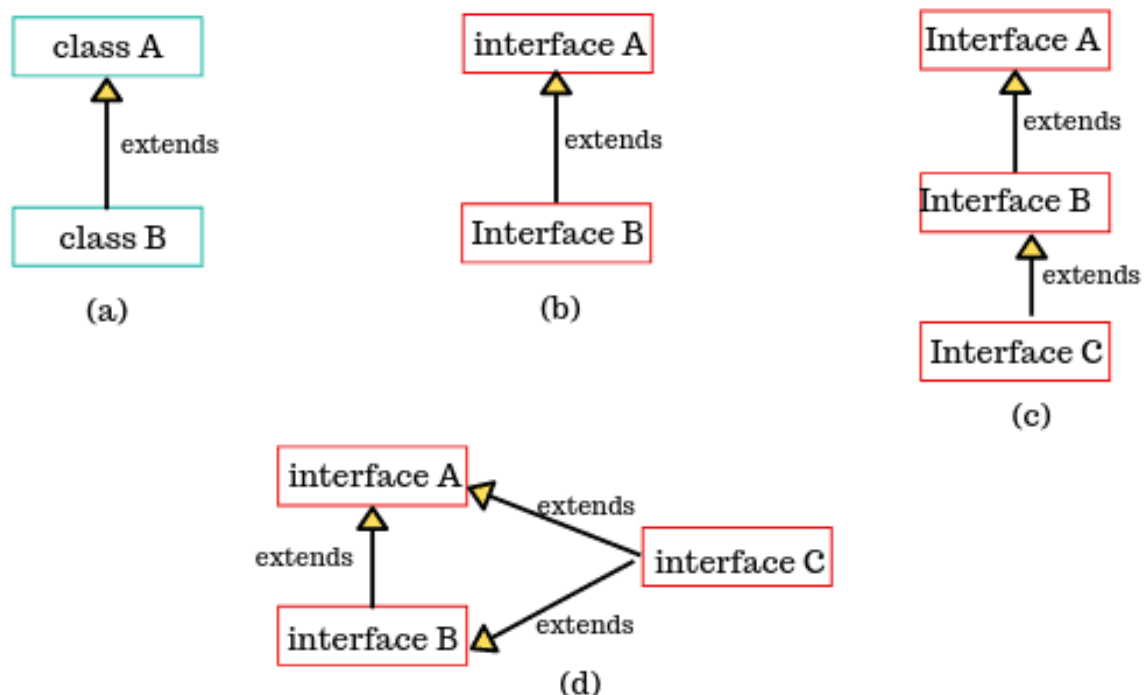 class A
extends
class B
(a)
interface A
extends
Interface B
(b)
Interface A
extends
Interface B
extends
Interface C
(c)
interface A
extends
extends
interface C
interface B
extends
(d)